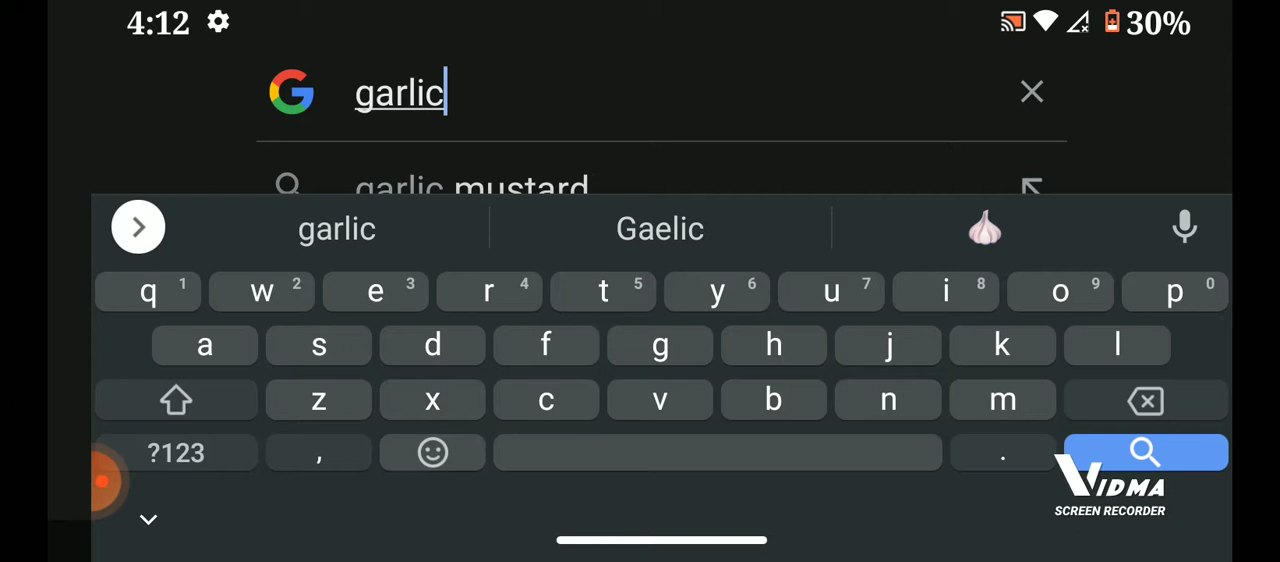 4:12 30%
garlic
garlic mustard
garlic Gaelic
q 1 w 2 e 3 r 4 t 5 y 6 u 7 i 8 o 9 p 0
a s d f g h j k l
z x c v b n m
?123 , .
VIDMA
SCREEN RECORDER